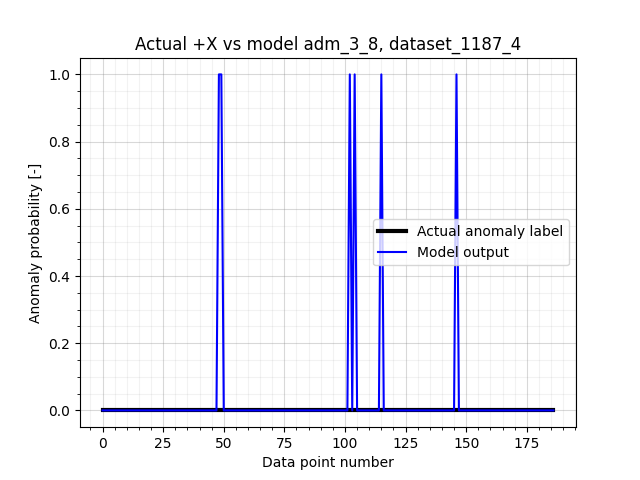 Actual +X vs model adm_3_8, dataset_1187_4
Anomaly probability [-]
1.0
0.8
0.6
0.4
0.2
0.0
Actual anomaly label
Model output
0 25 50 75 100 125 150 175
Data point number